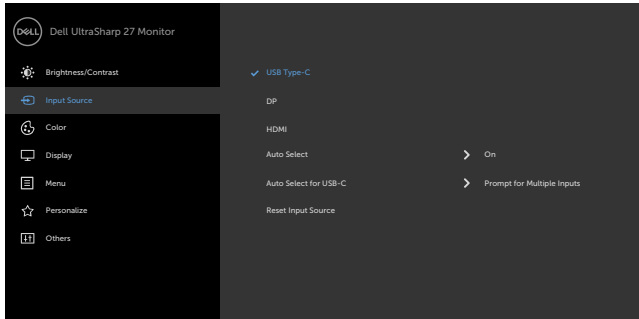 DELL Dell UltraSharp 27 Monitor
Brightness/Contrast
Input Source
Color
Display
Menu
Personalize
Others
USB Type-C
DP
HDMI
Auto Select On
Auto Select for USB-C Prompt for Multiple Inputs
Reset Input Source